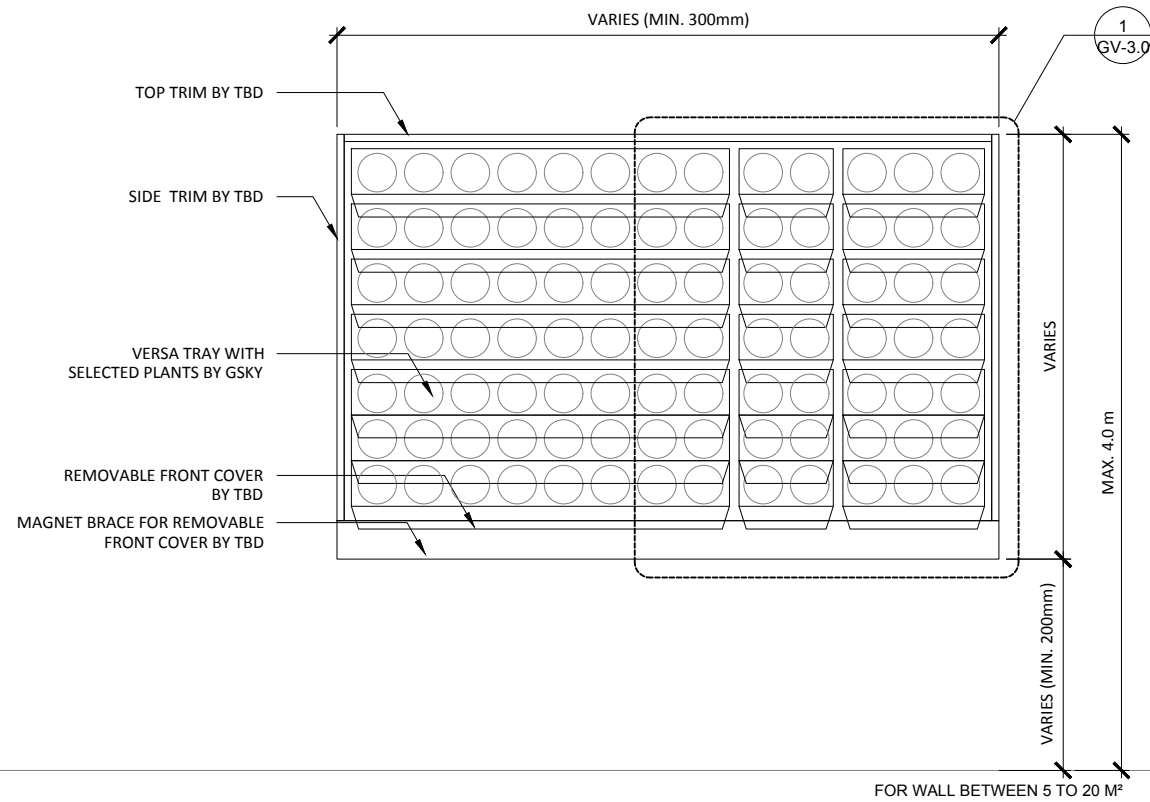 VARIES (MIN. 300mm)
1
GV-3.0
TOP TRIM BY TBD
SIDE TRIM BY TBD
VERSA TRAY WITH
SELECTED PLANTS BY GSKY
REMOVABLE FRONT COVER
BY TBD
MAGNET BRACE FOR REMOVABLE
FRONT COVER BY TBD
VARIES
MAX. 4.0 m
VARIES (MIN. 200mm)
FOR WALL BETWEEN 5 TO 20 M²